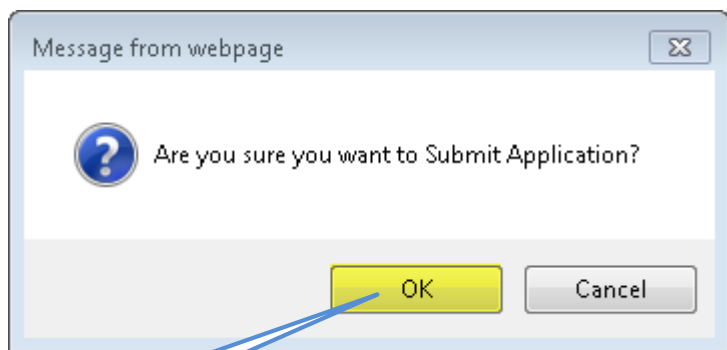 Message from webpage
Are you sure you want to Submit Application?
OK
Cancel